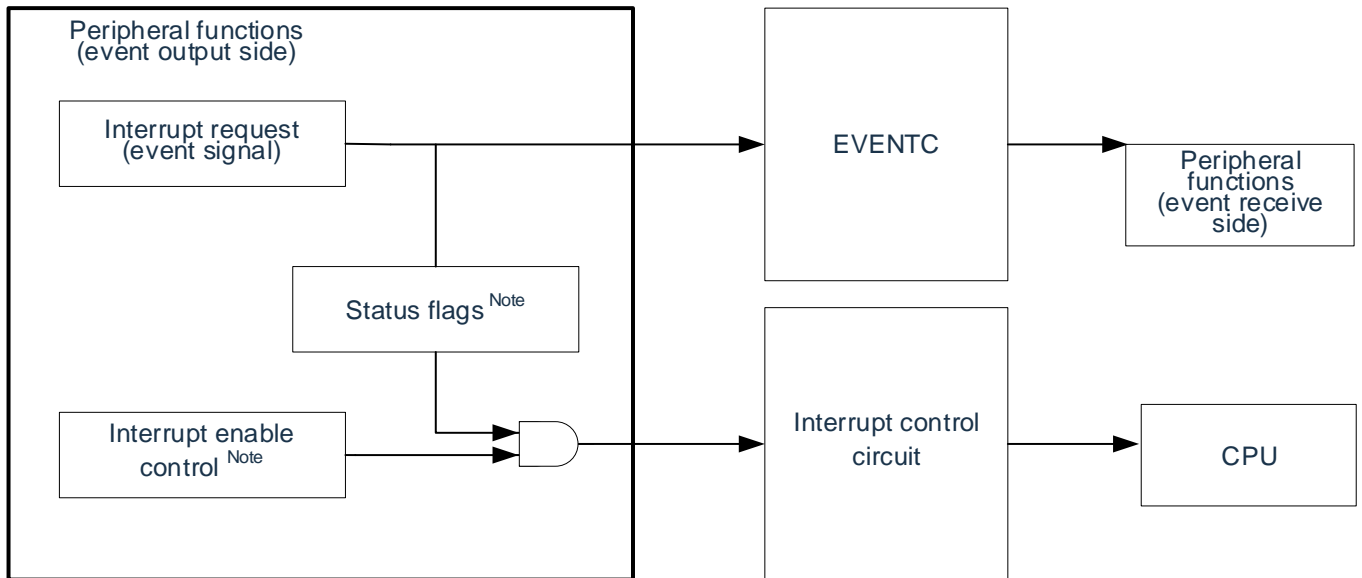 Peripheral functions
(event output side)
Interrupt request
(event signal)
EVENTC
Peripheral
functions
(event receive
side)
Status flags Note
Interrupt enable
control Note
Interrupt control
circuit
CPU